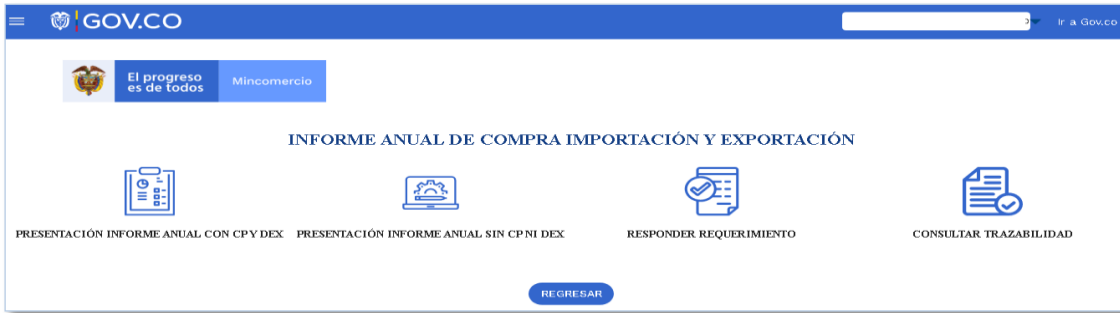 GOV.CO
Ir a Gov.co
El progreso
es de todos
Mincomercio
INFORME ANUAL DE COMPRA IMPORTACIÓN Y EXPORTACIÓN
PRESENTACIÓN INFORME ANUAL CON CP Y DEX
PRESENTACIÓN INFORME ANUAL SIN CP NI DEX
RESPONDER REQUERIMIENTO
CONSULTAR TRAZABILIDAD
REGRESAR